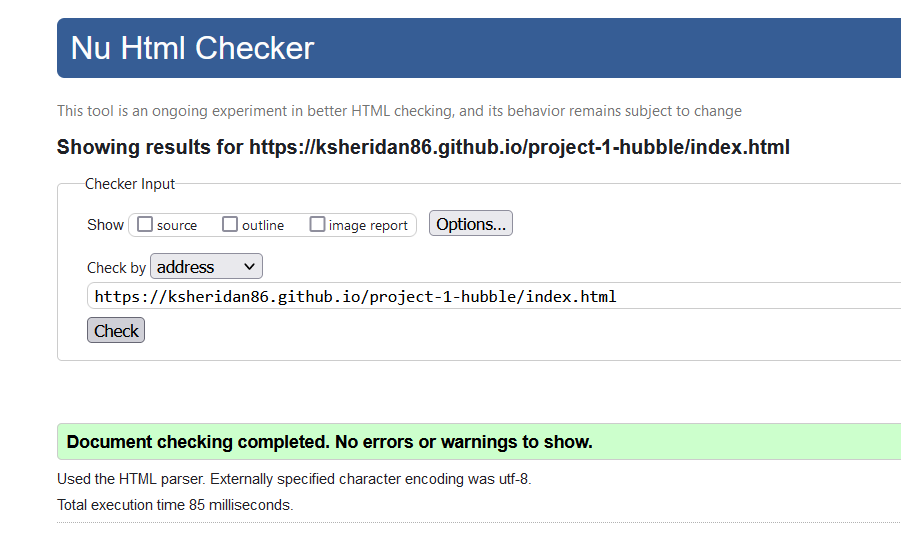 Nu Html Checker
This tool is an ongoing experiment in better HTML checking, and its behavior remains subject to change
Showing results for https://ksheridan86.github.io/project-1-hubble/index.html
Checker Input
Show source outline image report Options...
Check by address
https://ksheridan86.github.io/project-1-hubble/index.html
Check
Document checking completed. No errors or warnings to show.
Used the HTML parser. Externally specified character encoding was utf-8.
Total execution time 85 milliseconds.